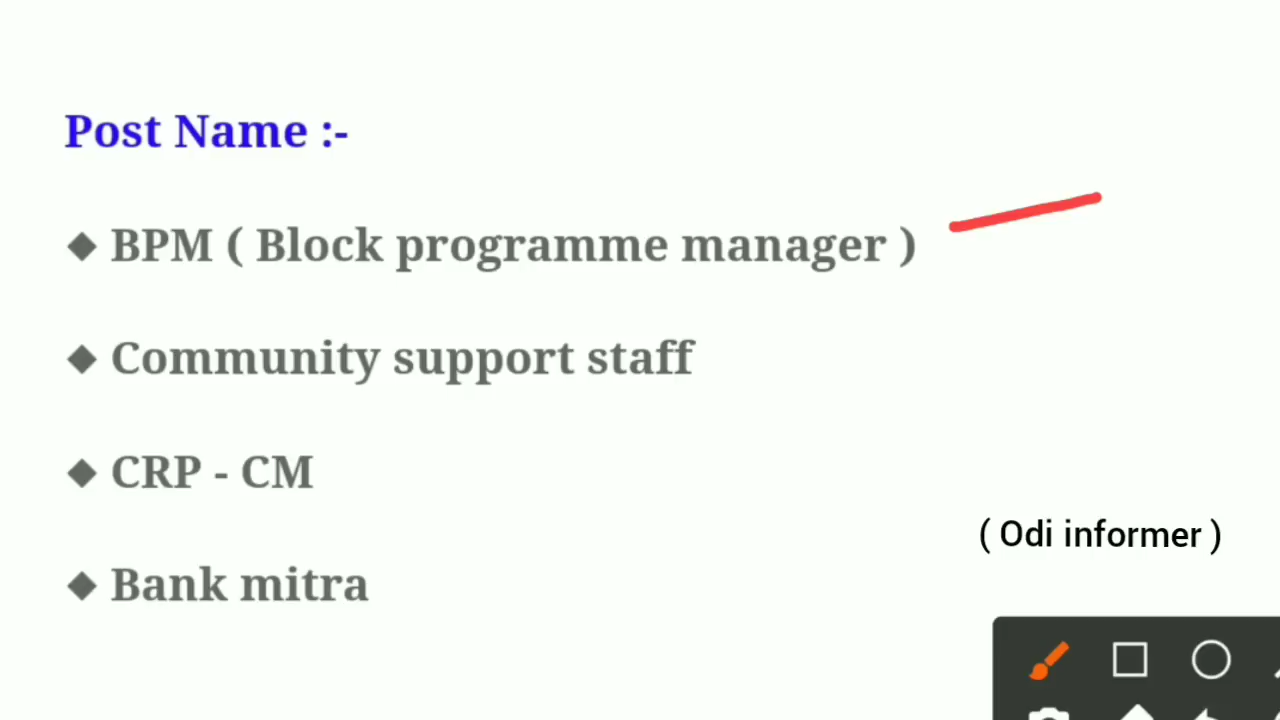 Post Name :-
◆ BPM ( Block programme manager )
◆ Community support staff
◆ CRP - CM
( Odi informer )
◆ Bank mitra